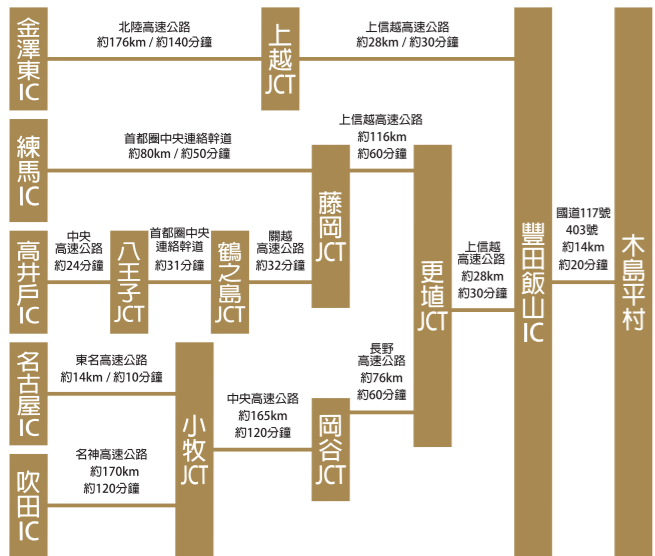 金澤東IC
北陸高速公路
約176km / 約140分鐘
上越JCT
上信越高速公路
約28km / 約30分鐘
練馬IC
首都圈中央連絡幹道
約80km / 約50分鐘
藤岡JCT
上信越高速公路
約116km
約60分鐘
高井戶IC
中央
高速公路
約24分鐘
八王子JCT
首都圈中央
連絡幹道
約31分鐘
鶴之島JCT
關越
高速公路
約32分鐘
更埴JCT
上信越
高速公路
約28km
約30分鐘
豐田飯山IC
國道117號
403號
約14km
約20分鐘
木島平村
名古屋IC
東名高速公路
約14km / 約10分鐘
小牧JCT
中央高速公路
約165km
約120分鐘
岡谷JCT
長野
高速公路
約76km
約60分鐘
吹田IC
名神高速公路
約170km
約120分鐘